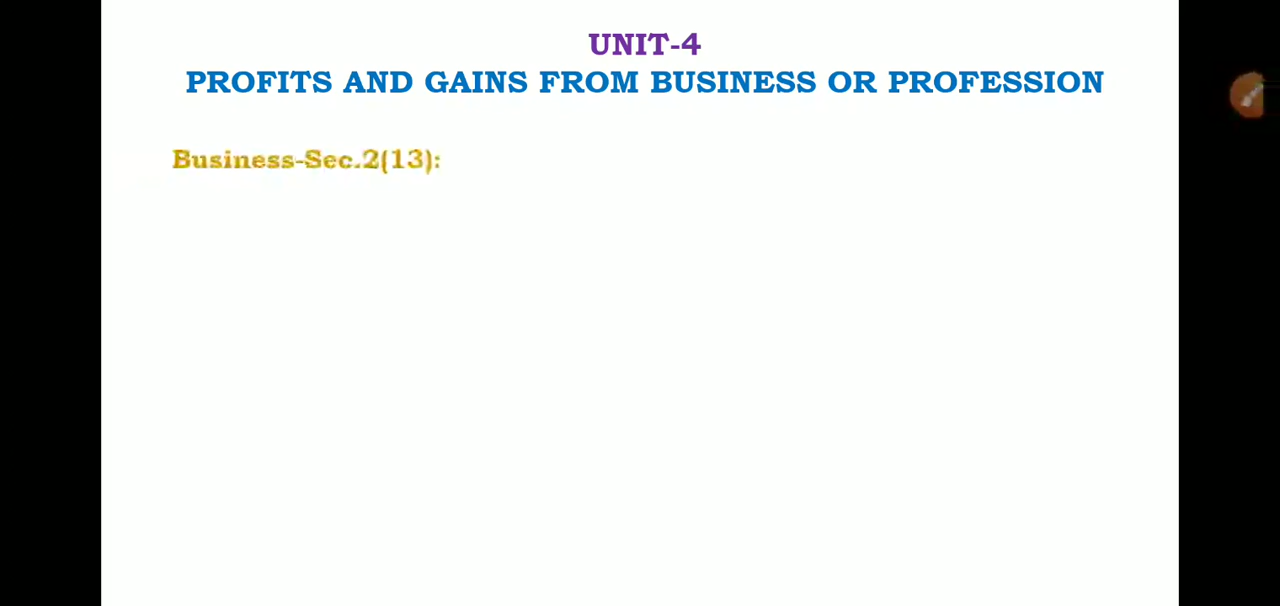 UNIT-4
PROFITS AND GAINS FROM BUSINESS OR PROFESSION
Business-Sec.2(13):